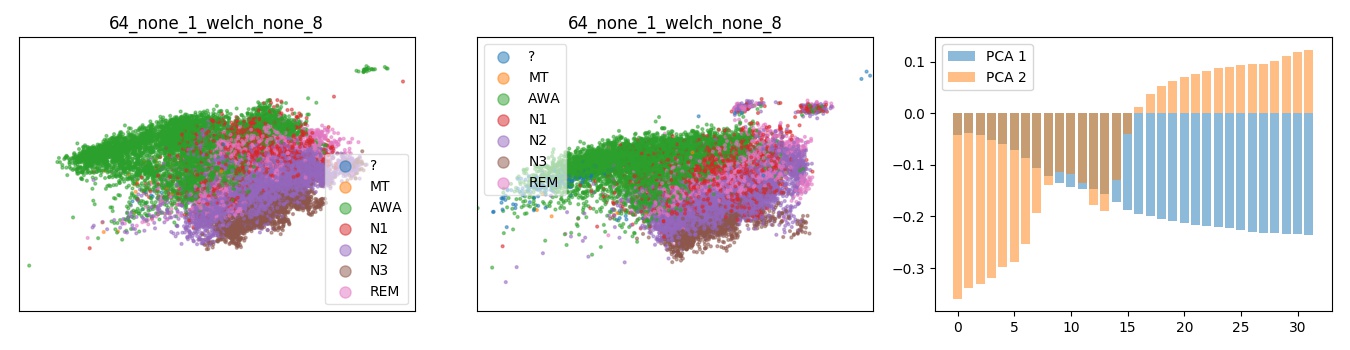 64_none_1_welch_none_8
?
MT
AWA
N1
N2
N3
REM
64_none_1_welch_none_8
?
MT
AWA
N1
N2
N3
REM
PCA 1
PCA 2
0.1
0.0
−0.1
−0.2
−0.3
0 5 10 15 20 25 30